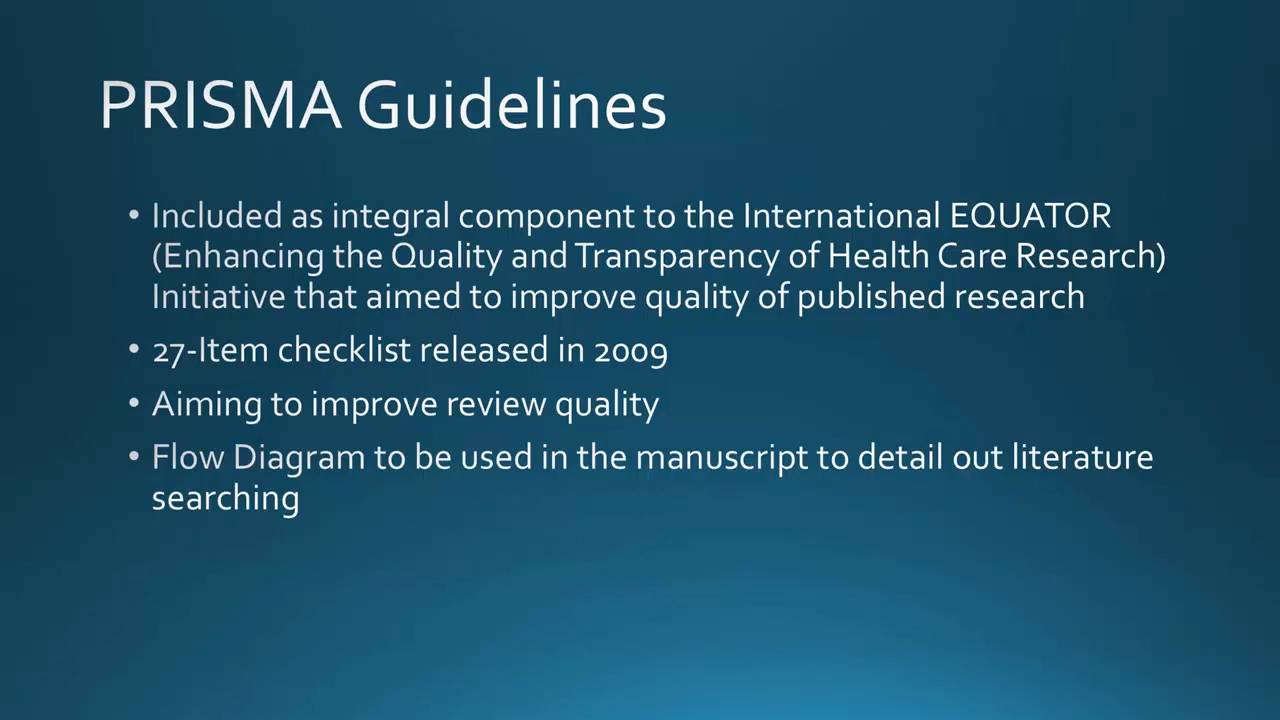 PRISMA Guidelines
• Included as integral component to the International EQUATOR
(Enhancing the Quality and Transparency of Health Care Research)
Initiative that aimed to improve quality of published research
• 27-Item checklist released in 2009
• Aiming to improve review quality
• Flow Diagram to be used in the manuscript to detail out literature
searching